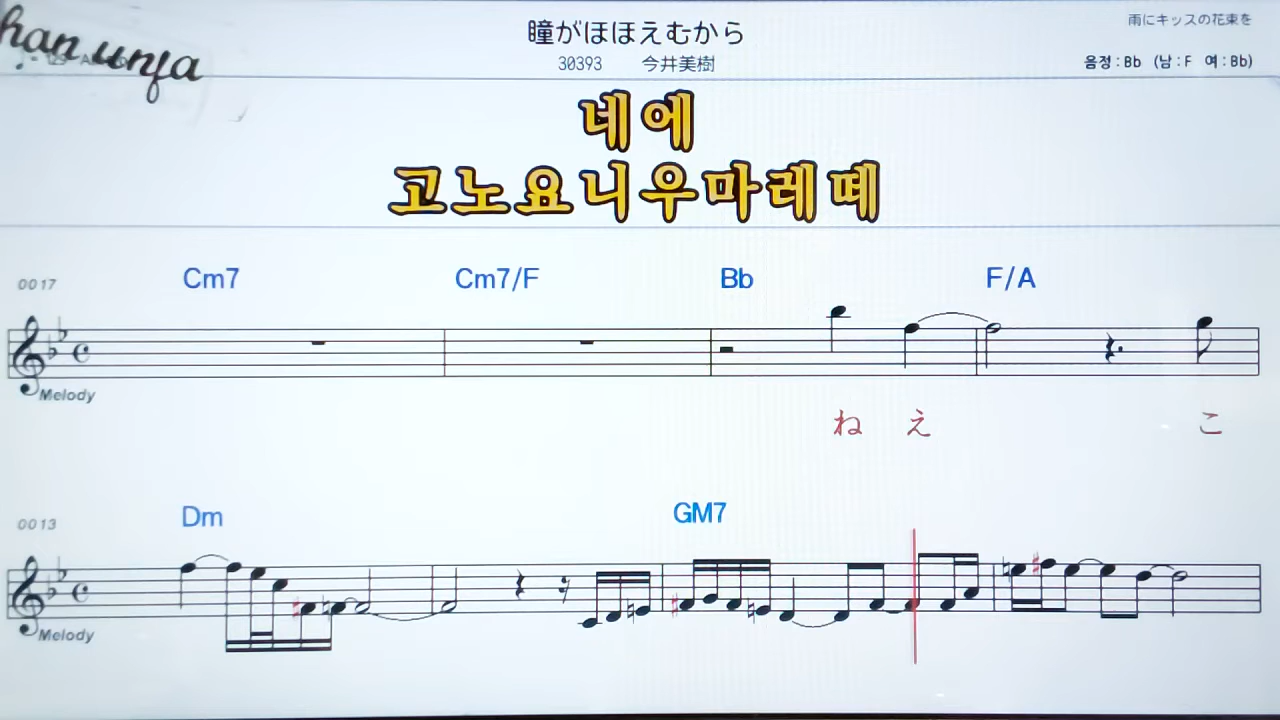 han unfa
瞳がほほえむから
雨にキッスの花束を
30393 今井美樹
음정 : Bb (남 : F 여 : Bb)
네에
고노요니우마레떼
0017 Cm7 Cm7/F Bb F/A
Melody
ね え こ
0013 Dm GM7
Melody